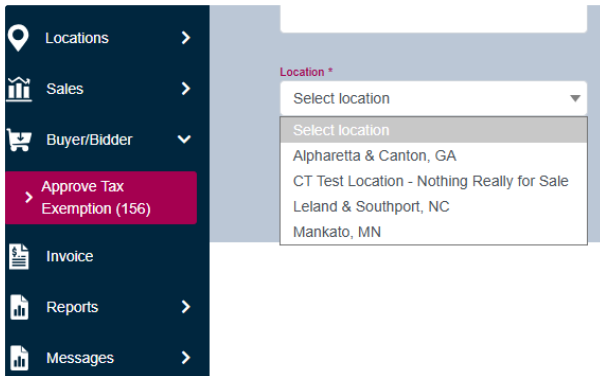 Locations
Sales
Buyer/Bidder
Approve Tax
Exemption (156)
Invoice
Reports
Messages
Location *
Select location
Select location
Alpharetta & Canton, GA
CT Test Location - Nothing Really for Sale
Leland & Southport, NC
Mankato, MN